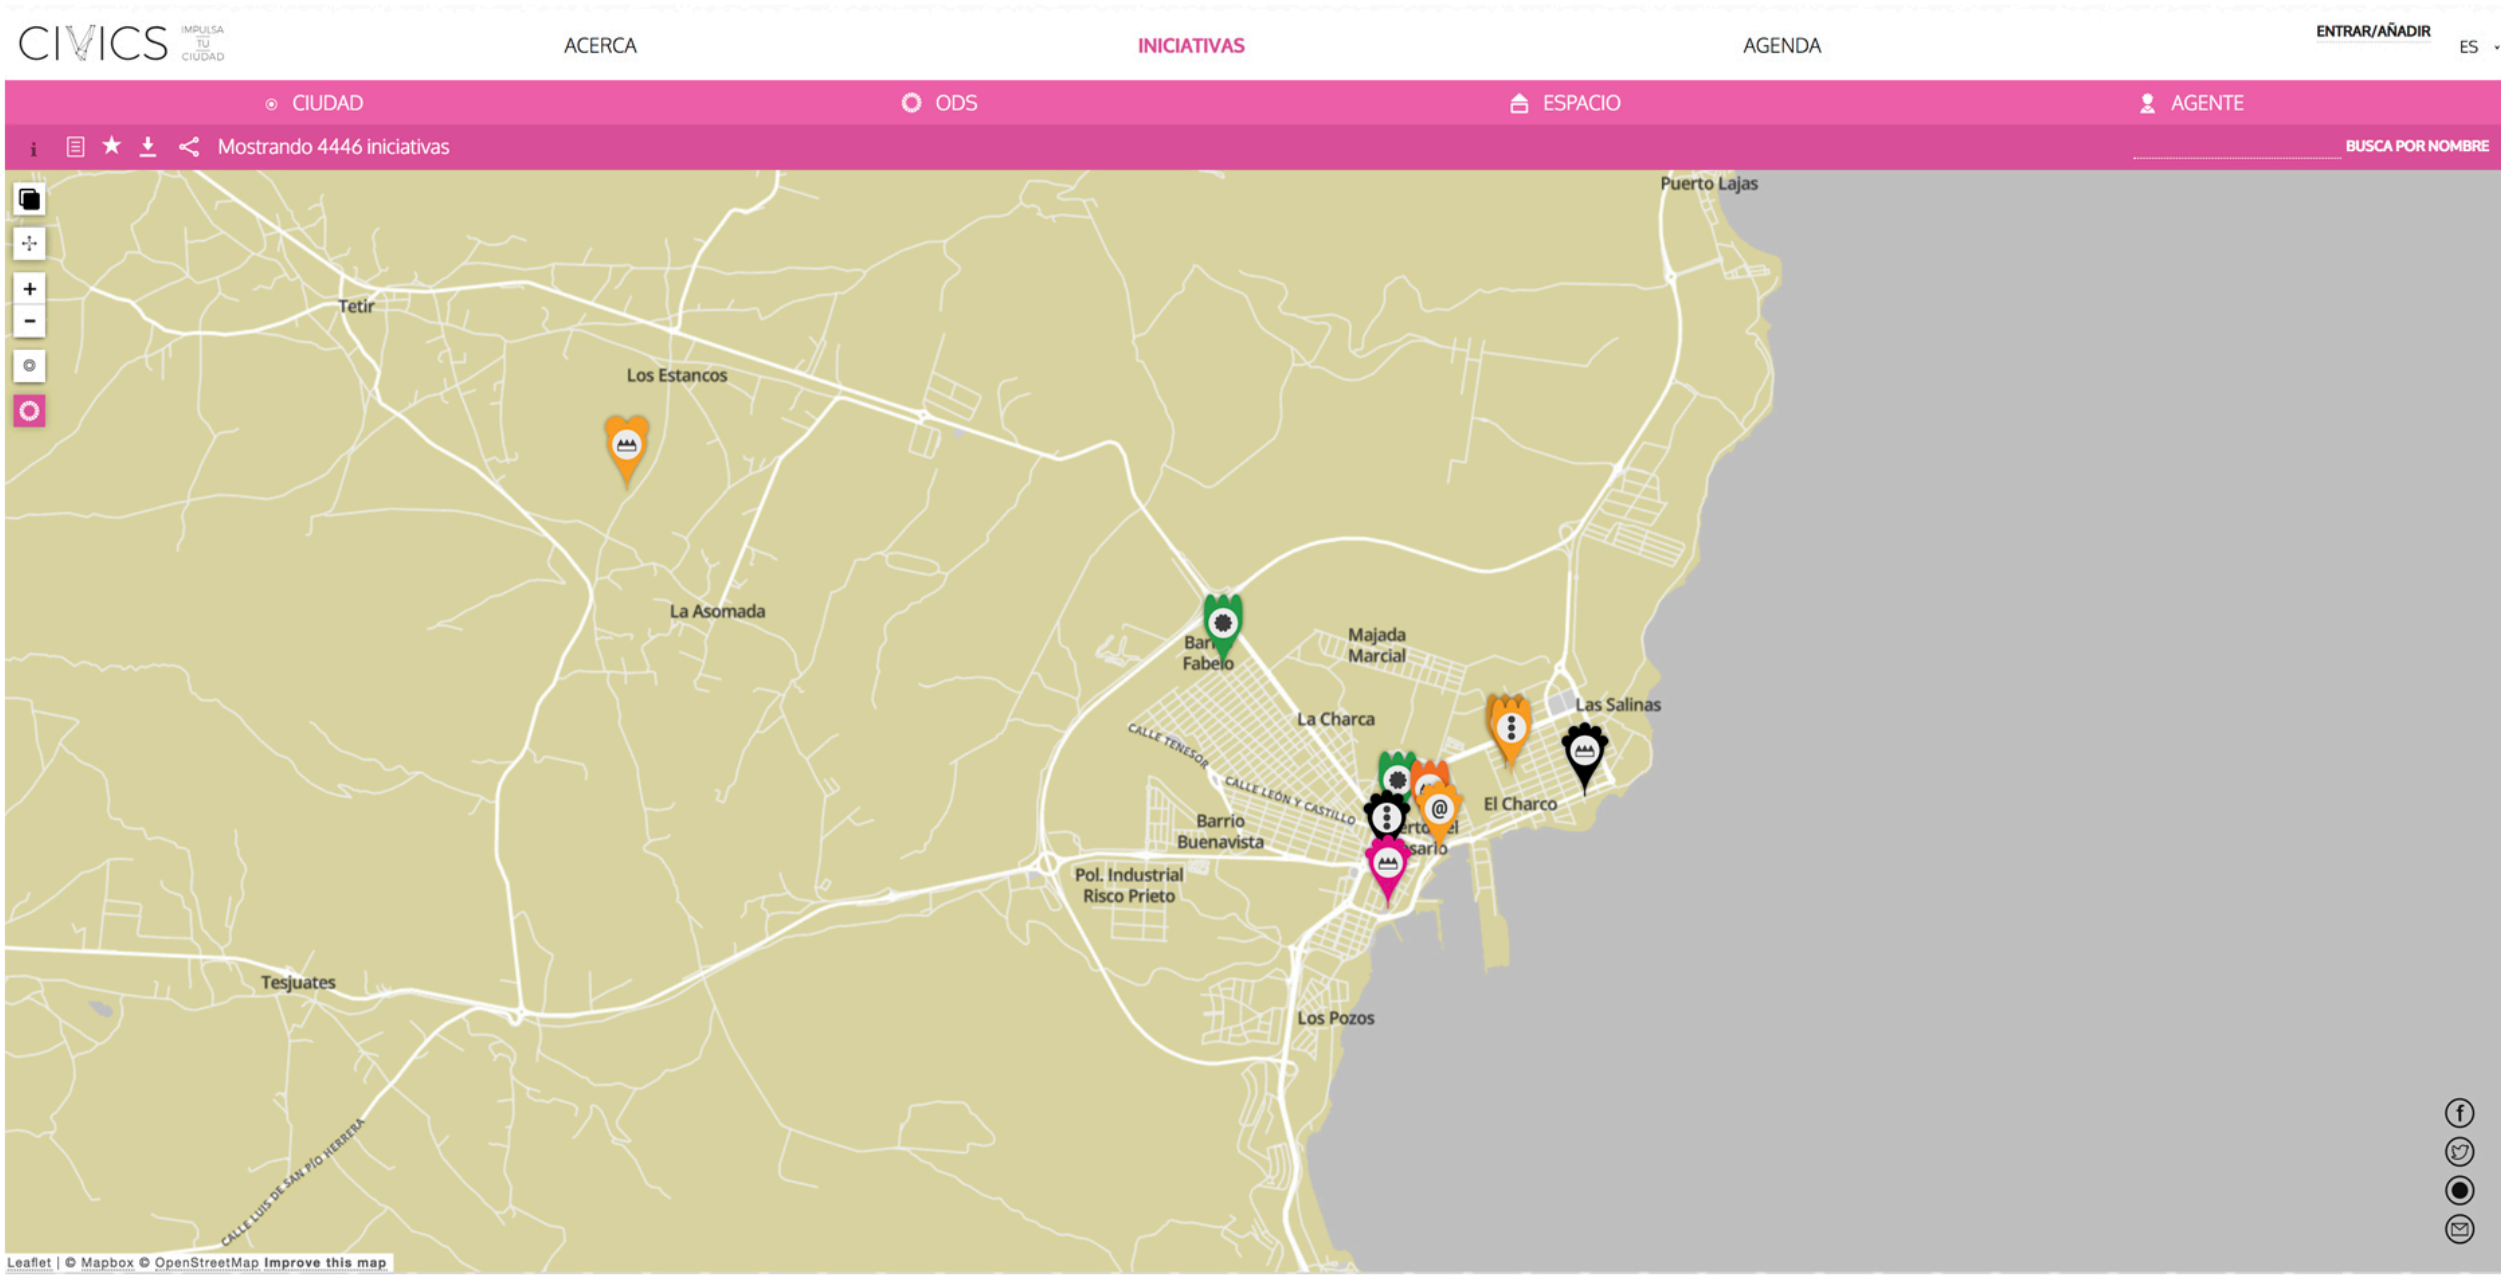 CIVICS
IMPULSA
TU
CIUDAD
ACERCA
INICIATIVAS
AGENDA
ENTRAR/AÑADIR
ES
CIUDAD
ODS
ESPACIO
AGENTE
i
Mostrando 4446 iniciativas
BUSCA POR NOMBRE
Puerto Lajas
+
Tetir
−
Los Estancos
La Asomada
Majada
Marcial
Fabelo
Las Salinas
La Charca
CALLE TENESOR
CALLE LEÓN Y CASTILLO
El Charco
@
Barrio
Buenavista
Pol. Industrial
Risco Prieto
Tesjuates
Los Pozos
CALLE LUIS DE SAN PÍO HERRERA
f
Leaflet | © Mapbox © OpenStreetMap Improve this map